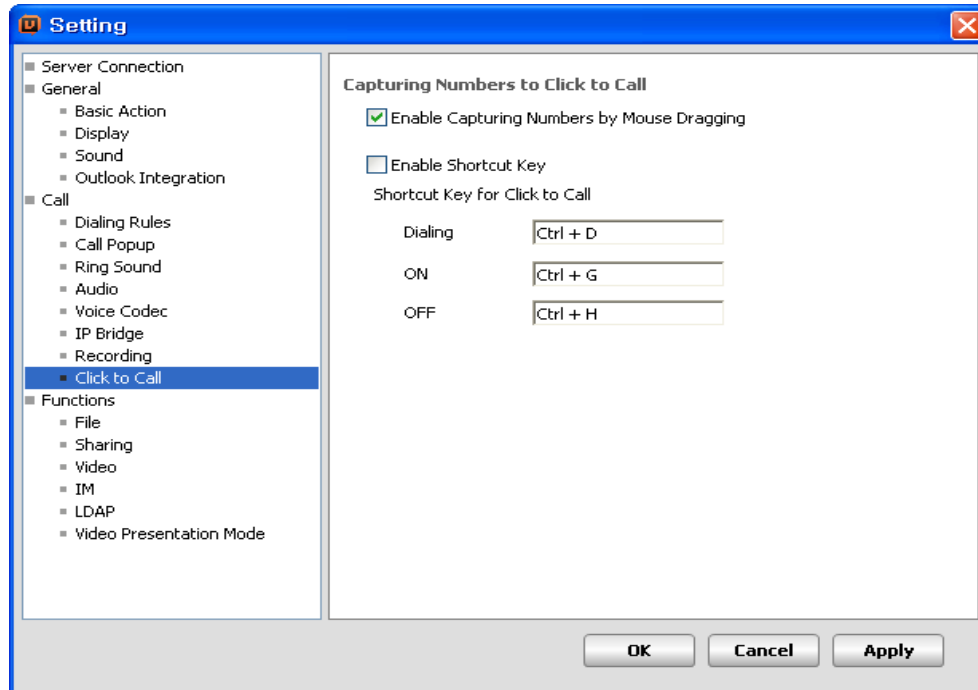 Setting
Server Connection
General
Basic Action
Display
Sound
Outlook Integration
Call
Dialing Rules
Call Popup
Ring Sound
Audio
Voice Codec
IP Bridge
Recording
Click to Call
Functions
File
Sharing
Video
IM
LDAP
Video Presentation Mode
Capturing Numbers to Click to Call
Enable Capturing Numbers by Mouse Dragging
Enable Shortcut Key
Shortcut Key for Click to Call
Dialing Ctrl + D
ON Ctrl + G
OFF Ctrl + H
OK Cancel Apply